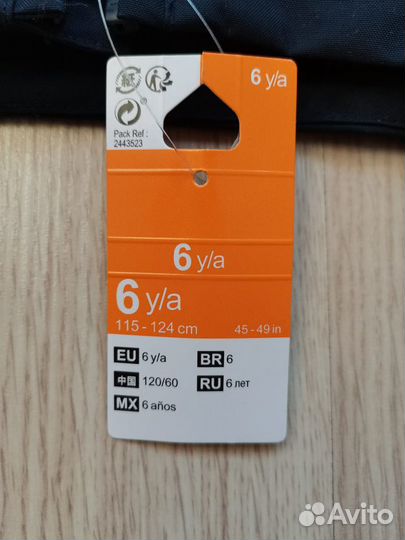 紙
6 y/a
Pack Ref :
2443523
6 y/a
6 y/a
115 - 124 cm
45 - 49 in
EU 6 y/a
BR 6
中国 120/60
RU 6 лет
MX 6 años
Avito